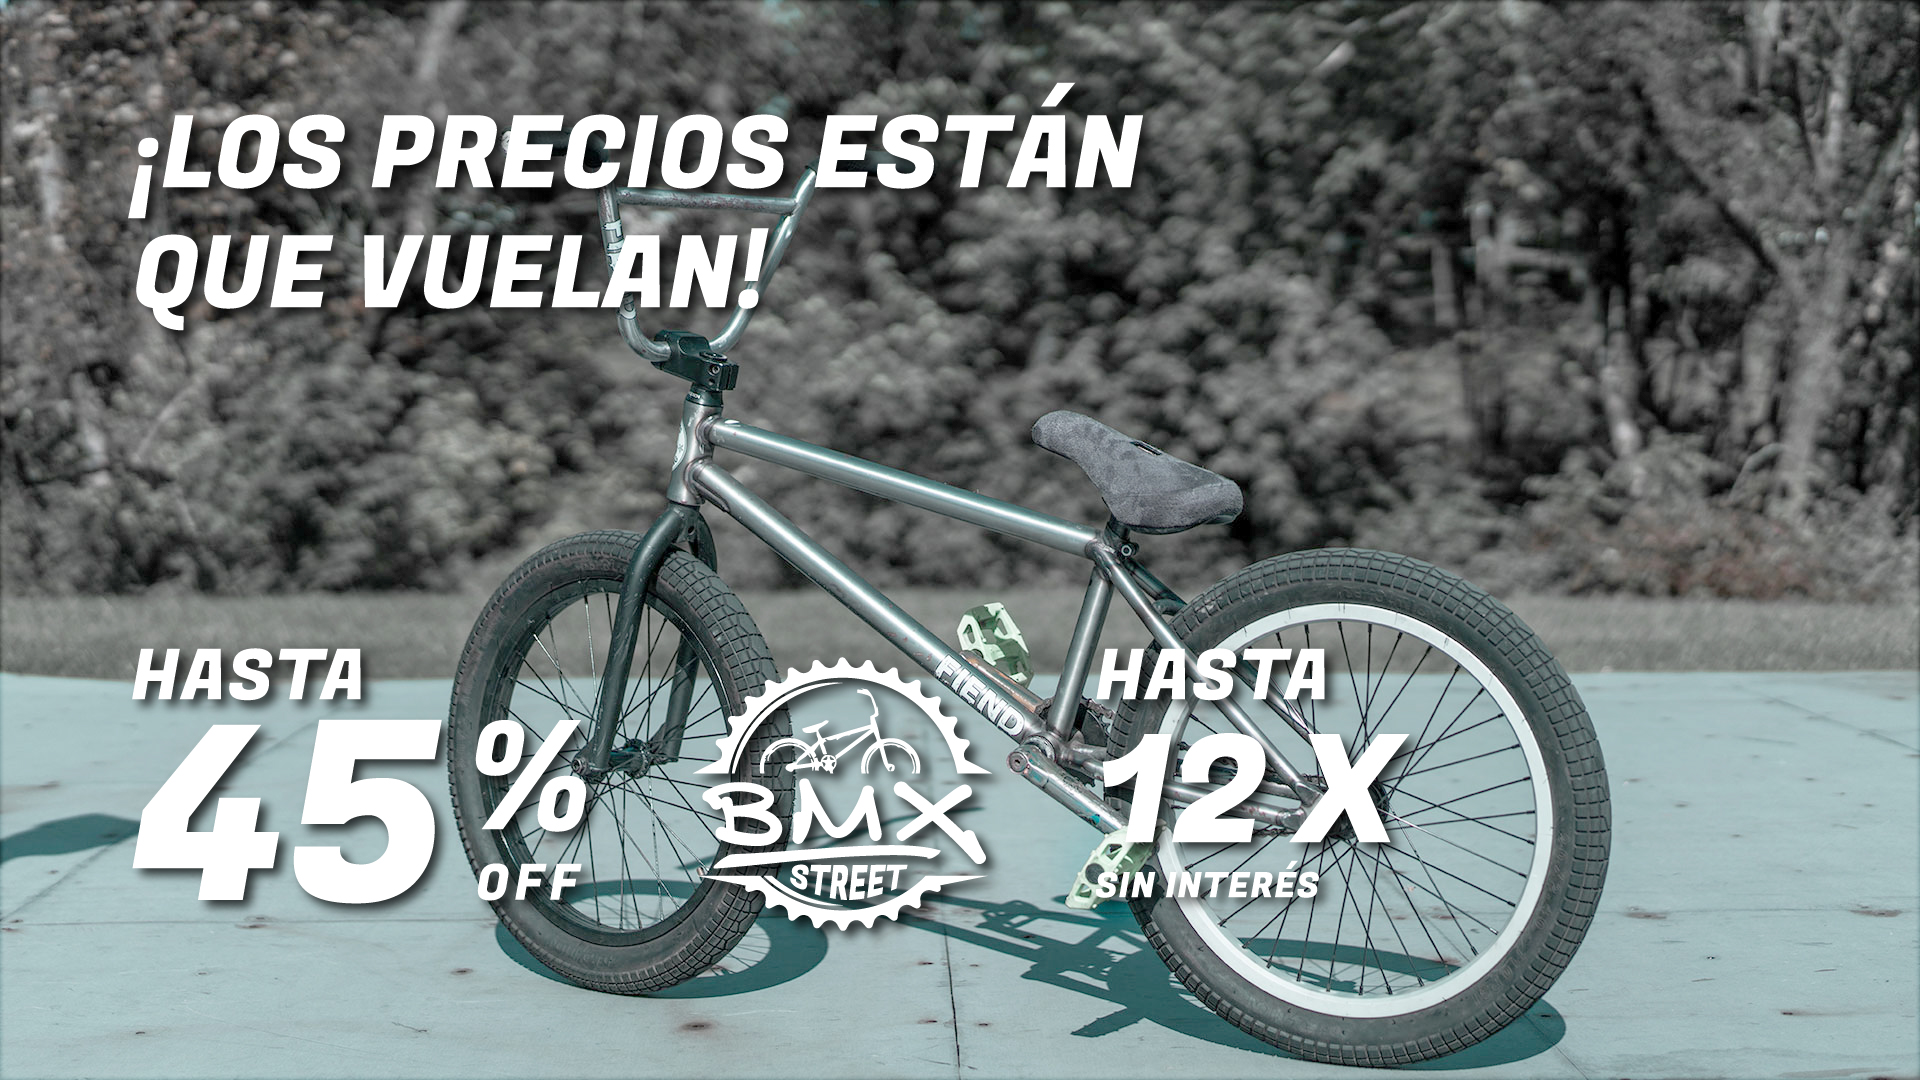 ¡LOS PRECIOS ESTÁN
QUE VUELAN!
HASTA
45%
OFF
BMX
STREET
FIEND
HASTA
12 X
SIN INTERÉS